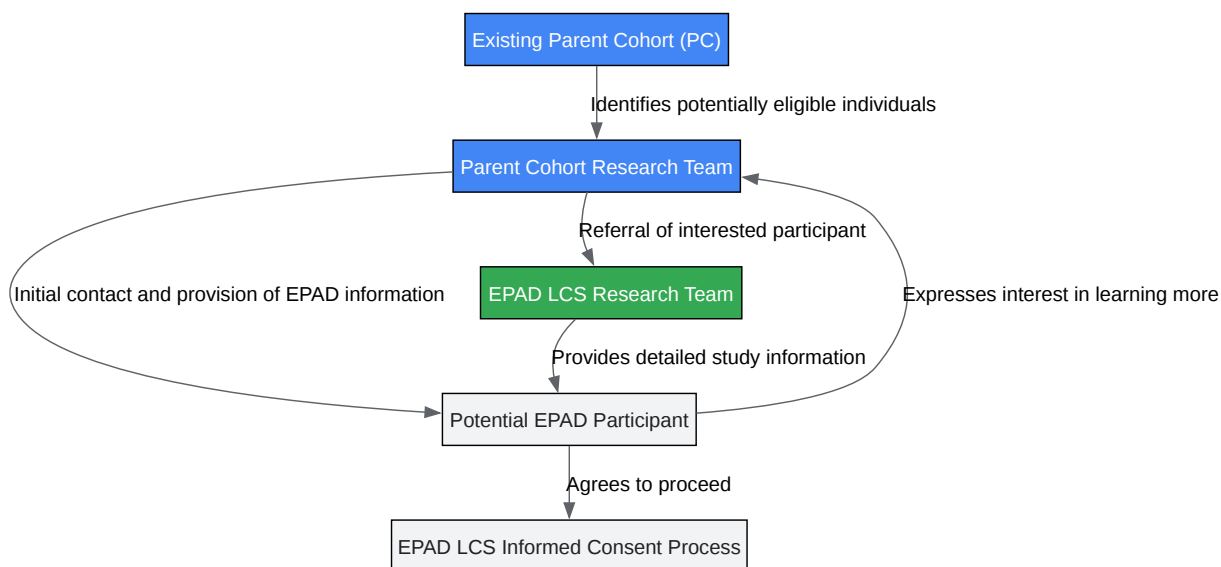 Existing Parent Cohort (PC)
Identifies potentially eligible individuals
Parent Cohort Research Team
Referral of interested participant
Initial contact and provision of EPAD information
EPAD LCS Research Team
Expresses interest in learning more
Provides detailed study information
Potential EPAD Participant
Agrees to proceed
EPAD LCS Informed Consent Process